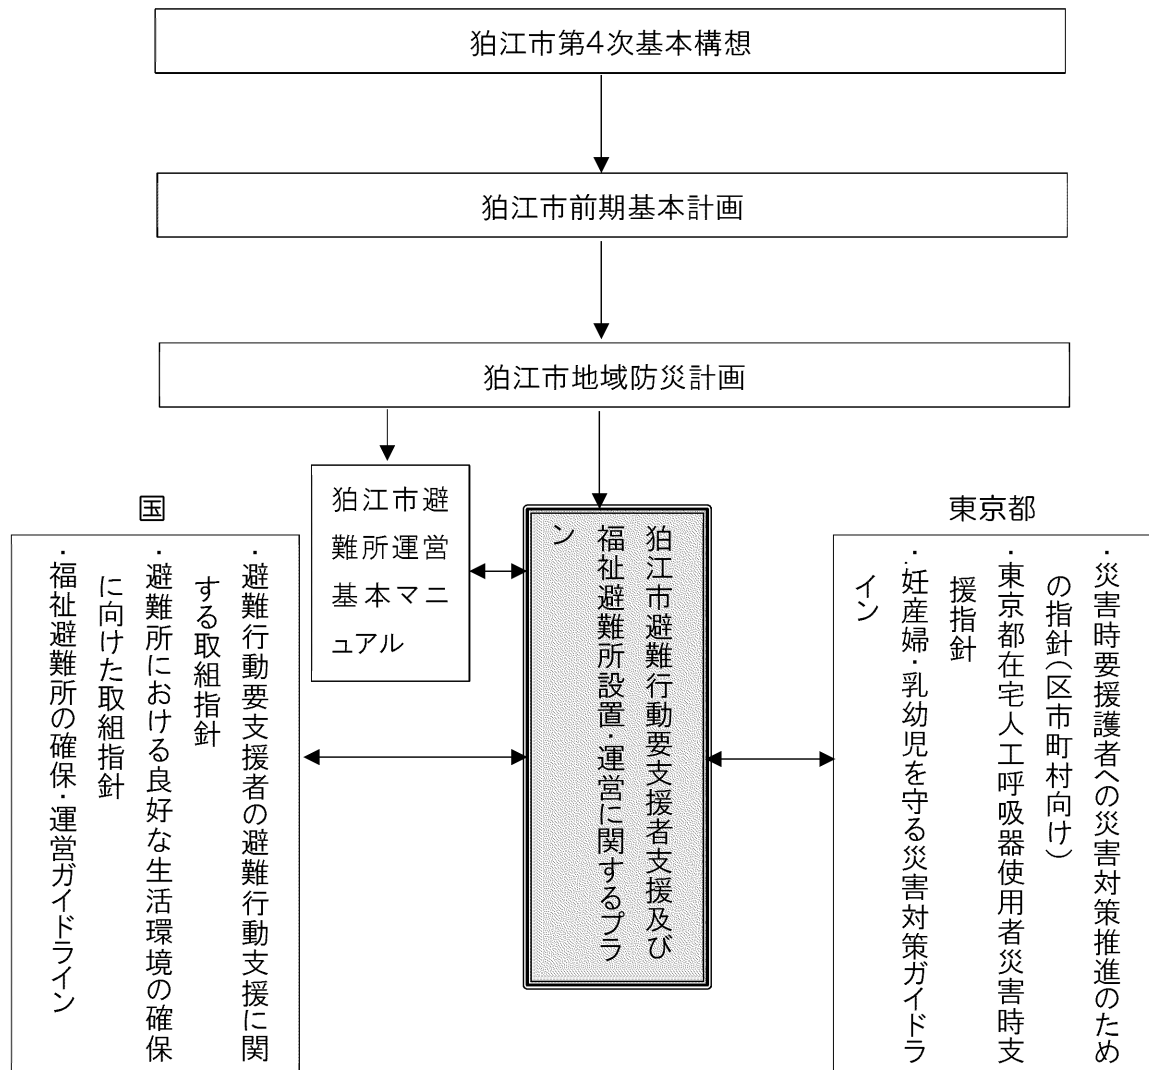 狛江市第4次基本構想
狛江市前期基本計画
狛江市地域防災計画
狛江市避
難所運営
基本マニ
ュアル
狛江市避難行動要支援者支援及び
福祉避難所設置・運営に関するプラ
ン
国
・避難行動要支援者の避難行動支援に関
する取組指針
・避難所における良好な生活環境の確保
に向けた取組指針
・福祉避難所の確保・運営ガイドライン
東京都
・災害時要援護者への災害対策推進のため
の指針(区市町村向け)
・東京都在宅人工呼吸器使用者災害時支
援指針
・妊産婦・乳幼児を守る災害対策ガイドラ
イン